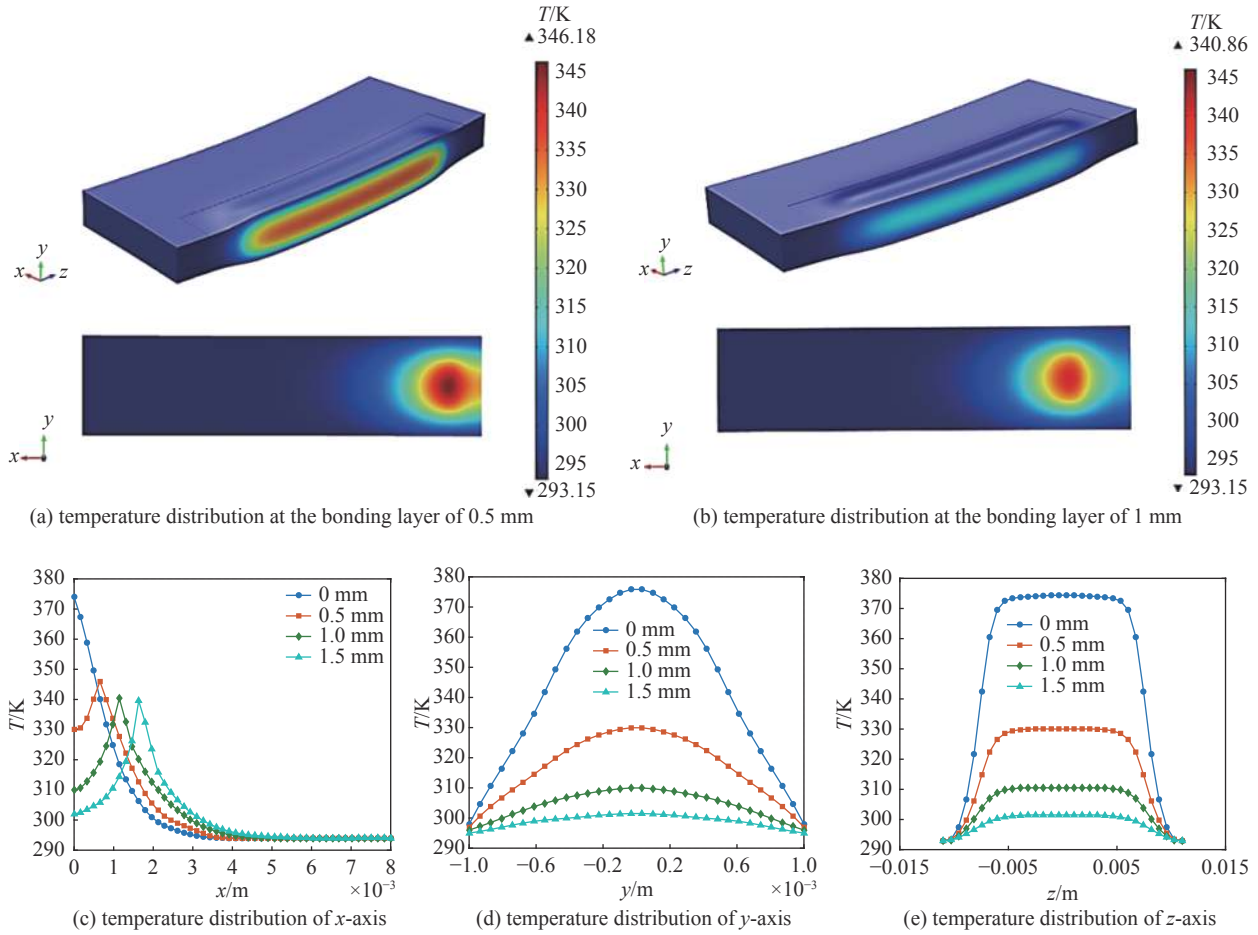 T/K
▲ 346.18
345
340
335
330
325
320
315
310
305
300
295
▼ 293.15
y
x
z
y
x
(a) temperature distribution at the bonding layer of 0.5 mm
T/K
▲ 340.86
345
340
335
330
325
320
315
310
305
300
295
▼ 293.15
y
x
z
y
x
(b) temperature distribution at the bonding layer of 1 mm
380
370
360
350
340
330
320
310
300
290
T/K
0 mm
0.5 mm
1.0 mm
1.5 mm
0 1 2 3 4 5 6 7 8
x/m
×10⁻³
(c) temperature distribution of x-axis
380
370
360
350
340
330
320
310
300
290
T/K
0 mm
0.5 mm
1.0 mm
1.5 mm
−1.0 −0.6 −0.2 0.2 0.6 1.0
y/m
×10⁻³
(d) temperature distribution of y-axis
380
370
360
350
340
330
320
310
300
290
T/K
0 mm
0.5 mm
1.0 mm
1.5 mm
−0.015 −0.005 0.005 0.015
z/m
(e) temperature distribution of z-axis